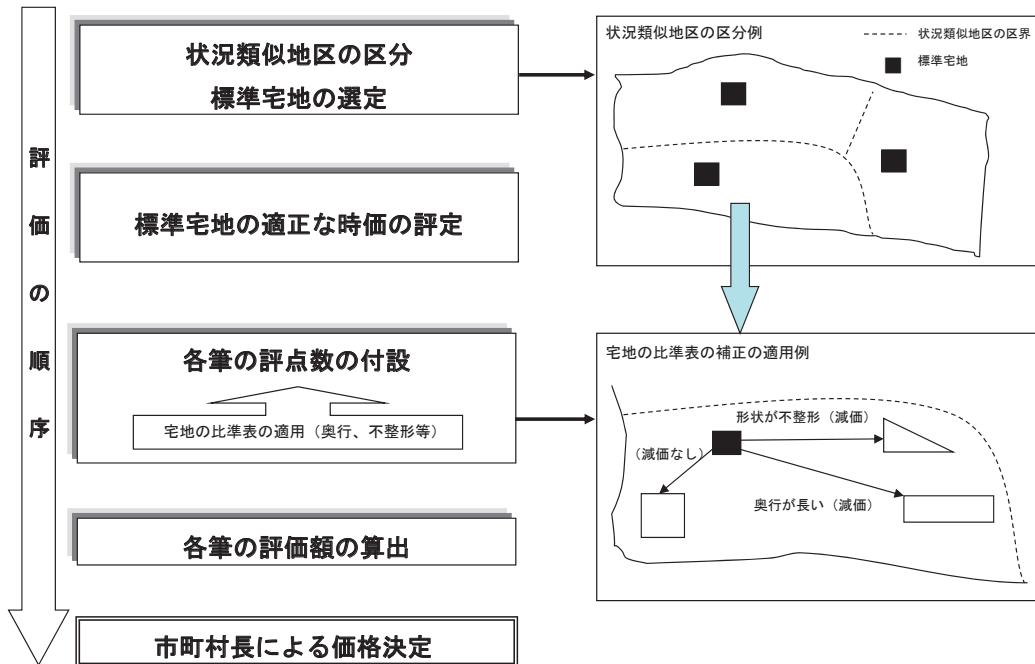 評価の順序
状況類似地区の区分
標準宅地の選定
標準宅地の適正な時価の評定
各筆の評点数の付設
宅地の比準表の適用（奥行、不整形等）
各筆の評価額の算出
市町村長による価格決定
状況類似地区の区分例
状況類似地区の区界
標準宅地
宅地の比準表の補正の適用例
形状が不整形（減価）
（減価なし）
奥行が長い（減価）